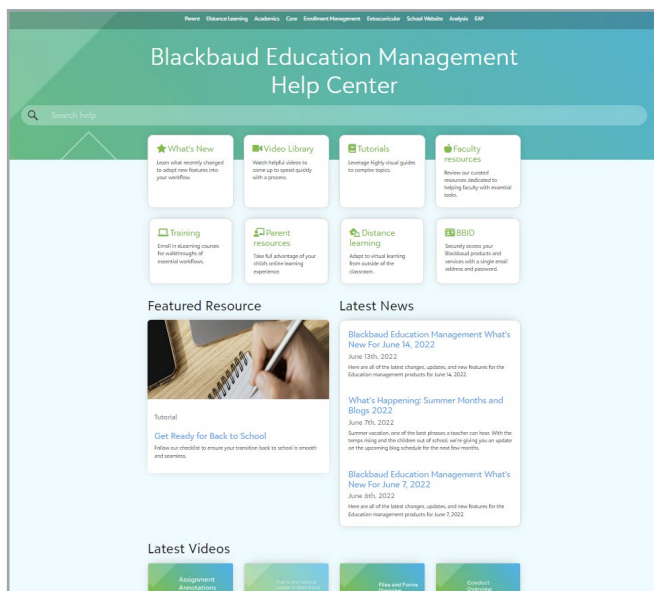 Parent Distance Learning Academics Core Enrollment Management Extracurricular School Website Analysis EAP
Blackbaud Education Management
Help Center
Search help
What's New
Learn what recently changed
to adopt new features into
your workflow.
Video Library
Watch helpful videos to
come up to speed quickly
with a process.
Tutorials
Leverage highly visual guides
to complex topics.
Faculty
resources
Review our curated
resources dedicated to
helping faculty with essential
tasks.
Training
Enroll in eLearning courses
for walkthroughs of
essential workflows.
Parent
resources
Take full advantage of your
child's online learning
experience.
Distance
learning
Adapt to virtual learning
from outside of the
classroom.
BBID
Securely access your
Blackbaud products and
services with a single email
address and password.
Featured Resource
Tutorial
Get Ready for Back to School
Follow our checklist to ensure your transition back to school is smooth
and seamless.
Latest News
Blackbaud Education Management What's
New For June 14, 2022
June 13th, 2022
Here are all of the latest changes, updates, and new features for the
Education management products for June 14, 2022.
What's Happening: Summer Months and
Blogs 2022
June 7th, 2022
Summer vacation, one of the best phrases a teacher can hear. With the
temps rising and the children out of school, we're giving you an update
on the upcoming blog schedule for the next few months.
Blackbaud Education Management What's
New For June 7, 2022
June 6th, 2022
Here are all of the latest changes, updates, and new features for the
Education management products for June 7, 2022.
Latest Videos
Assignment
Annotations
Files and Forms
Conduct
Overview